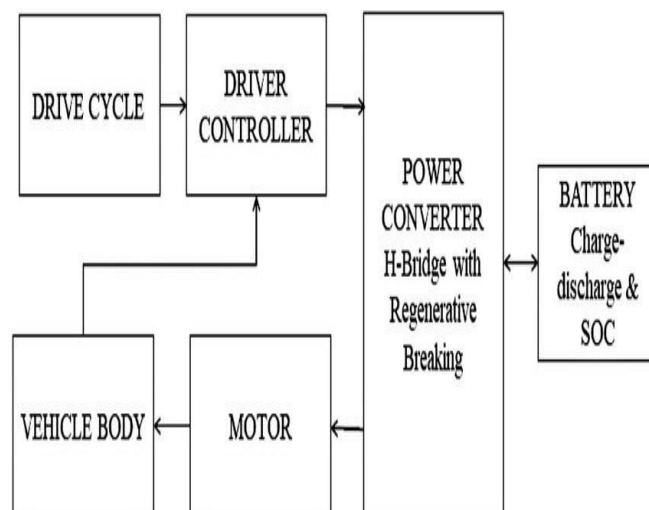 DRIVE CYCLE
DRIVER
CONTROLLER
POWER
CONVERTER
H-Bridge with
Regenerative
Breaking
BATTERY
Charge-
discharge &
SOC
VEHICLE BODY
MOTOR